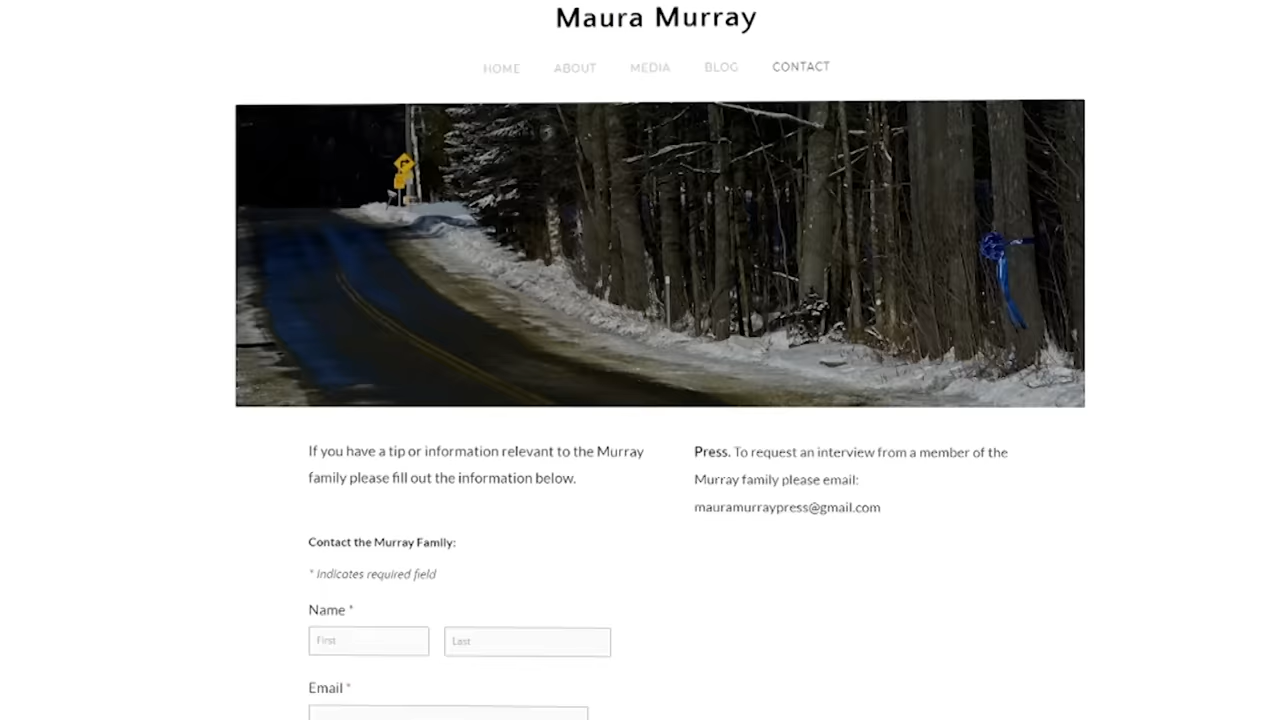 Maura Murray
HOME ABOUT MEDIA BLOG CONTACT
If you have a tip or information relevant to the Murray
family please fill out the information below.
Press. To request an interview from a member of the
Murray family please email:
mauramurraypress@gmail.com
Contact the Murray Family:
* Indicates required field
Name *
First Last
Email *